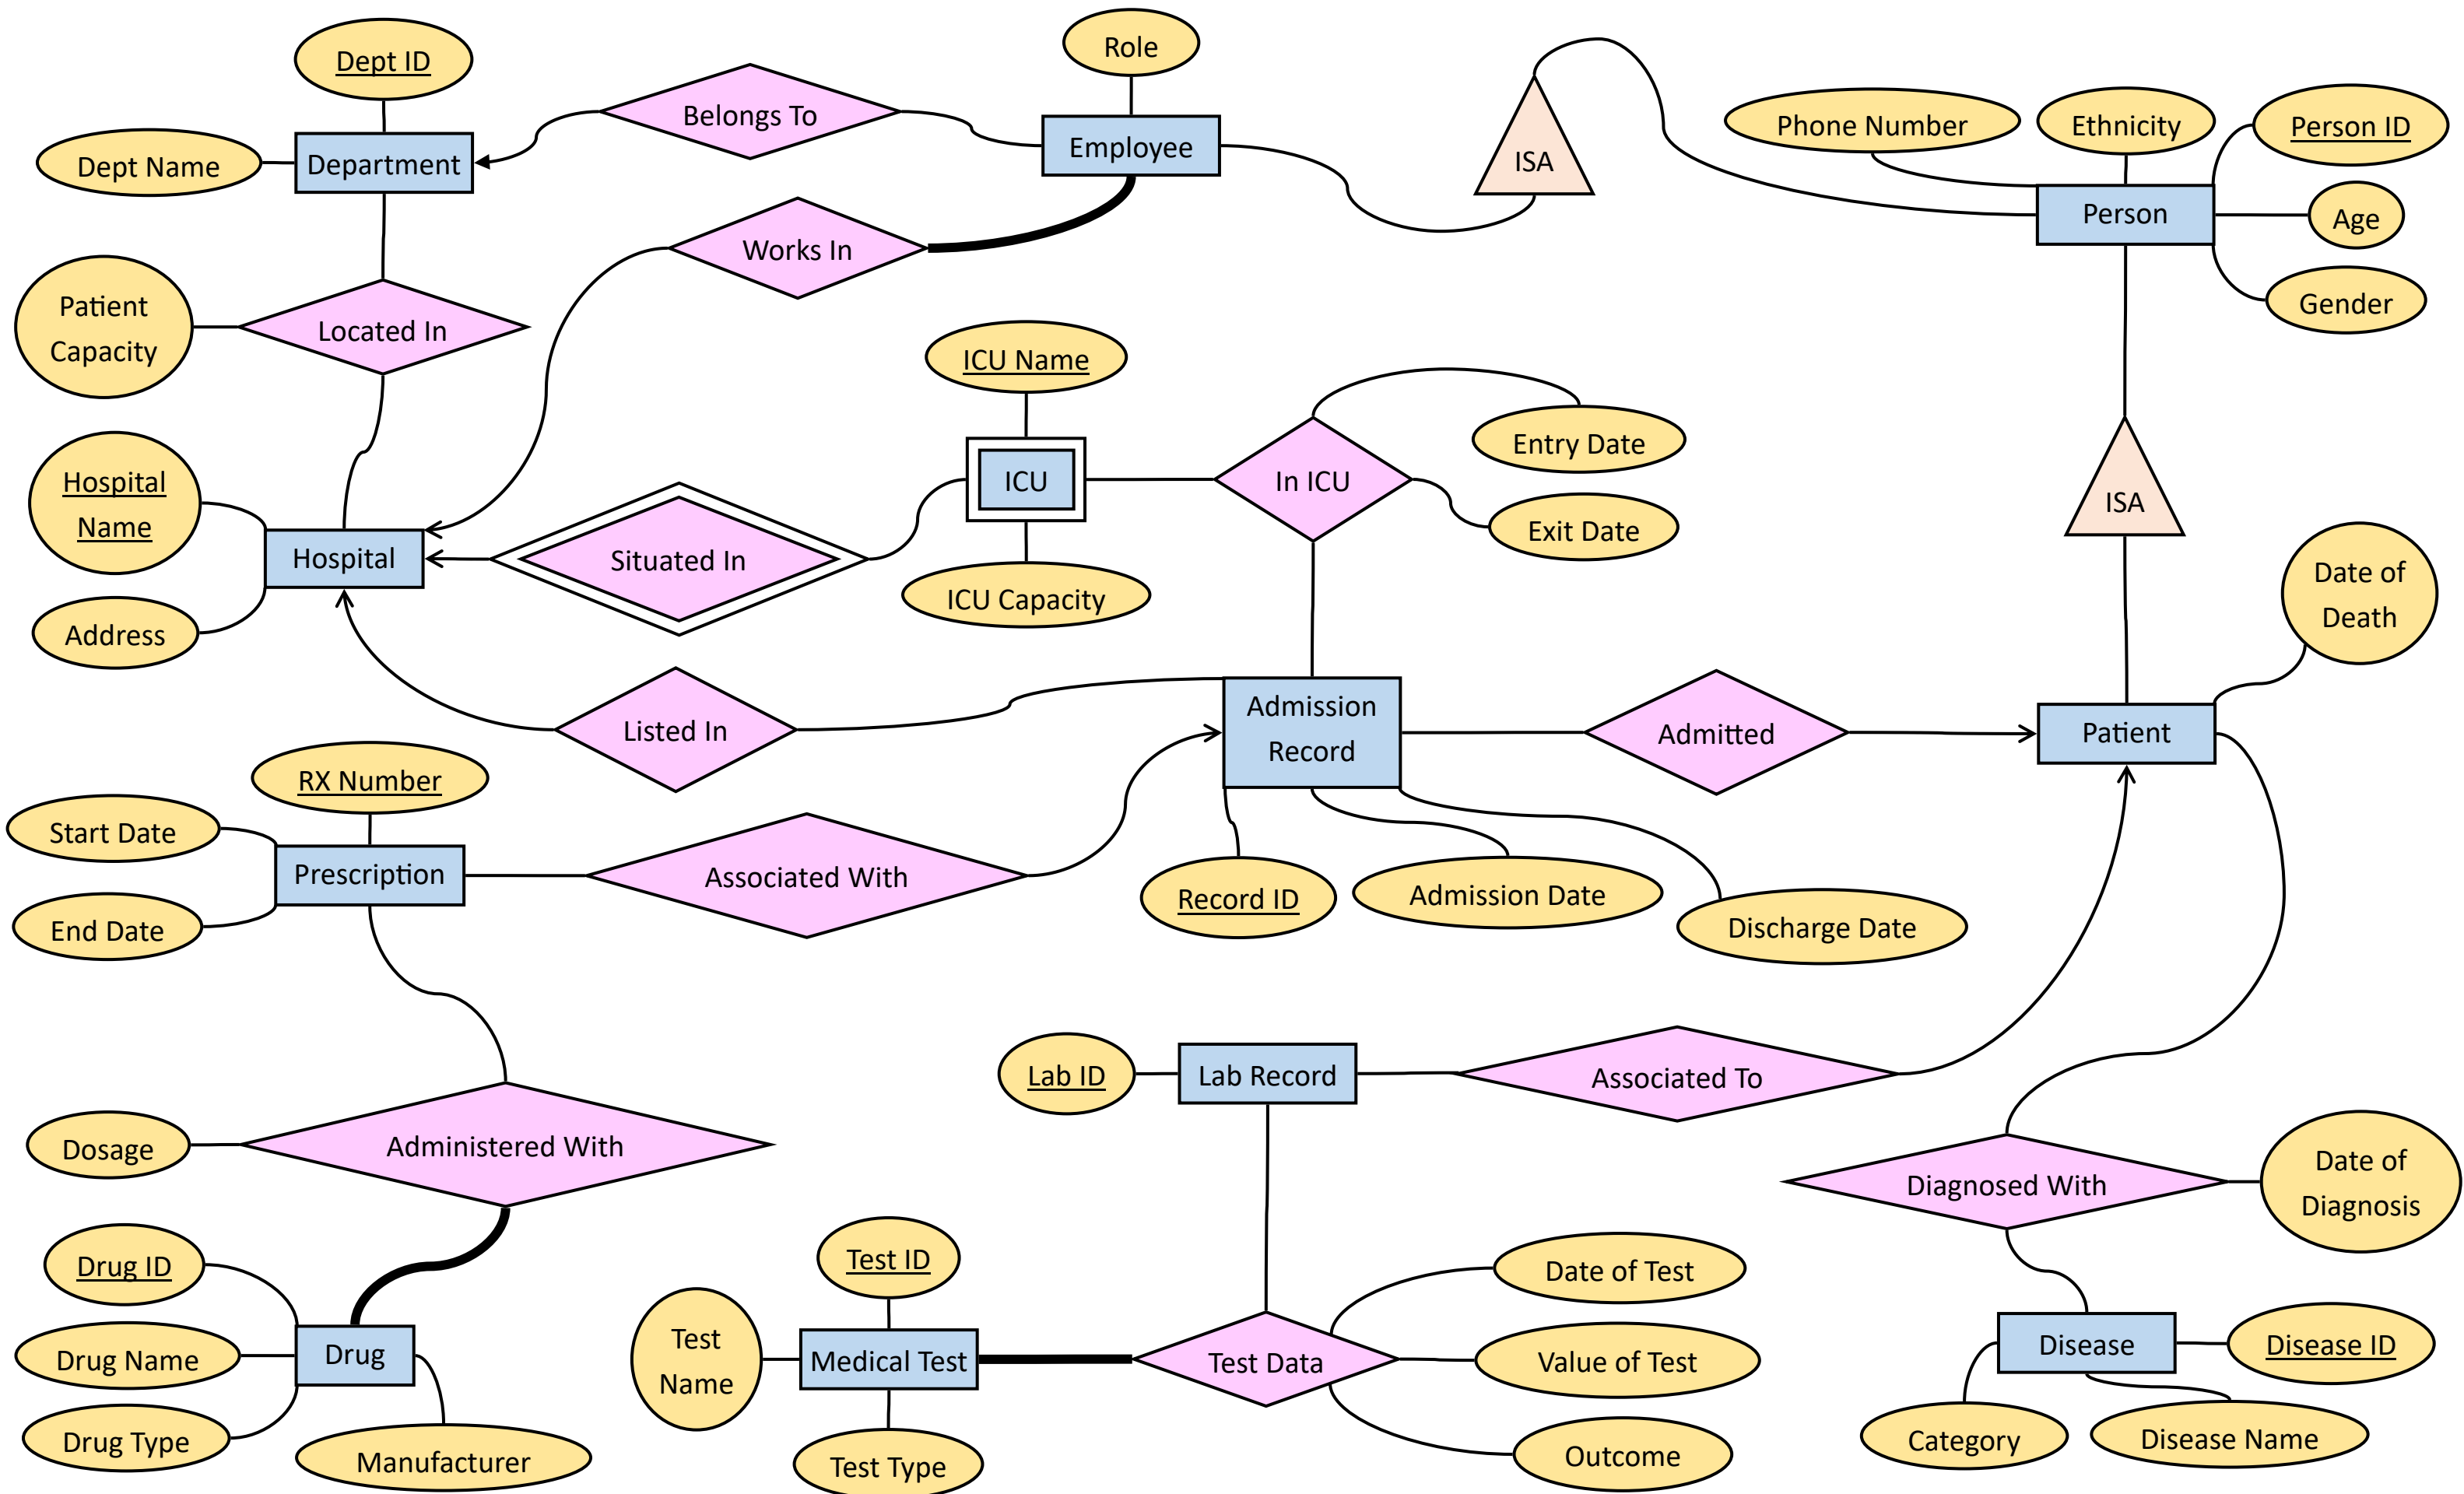 Dept ID
Role
Belongs To
Phone Number
Ethnicity
Person ID
Dept Name
Department
Employee
ISA
Person
Age
Works In
Gender
Patient
Capacity
Located In
ICU Name
Entry Date
Hospital
Name
ICU
In ICU
ISA
Exit Date
Hospital
Situated In
Date of
Death
ICU Capacity
Address
Listed In
Admission
Record
Admitted
Patient
RX Number
Start Date
Prescription
Associated With
Record ID
Admission Date
Discharge Date
End Date
Lab ID
Lab Record
Associated To
Dosage
Administered With
Diagnosed With
Date of
Diagnosis
Drug ID
Test ID
Date of Test
Drug Name
Drug
Test
Name
Medical Test
Test Data
Value of Test
Disease
Disease ID
Drug Type
Manufacturer
Test Type
Outcome
Category
Disease Name